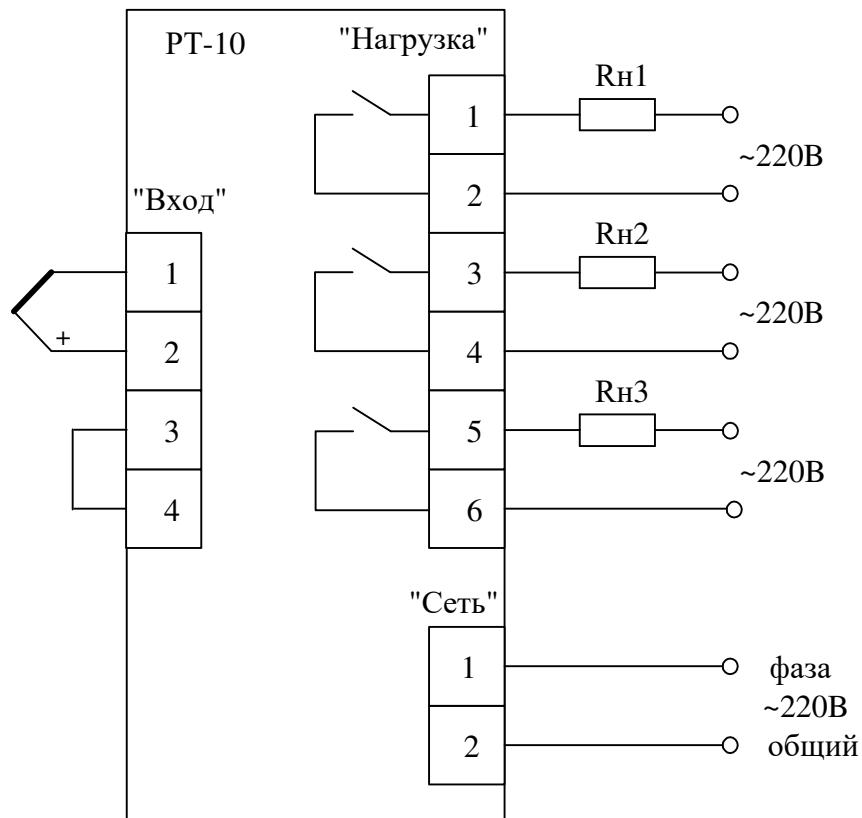 РТ-10
"Нагрузка"
Rн1
1
~220В
2
"Вход"
Rн2
1
3
~220В
+
2
4
Rн3
3
5
~220В
4
6
"Сеть"
1
фаза
~220В
2
общий